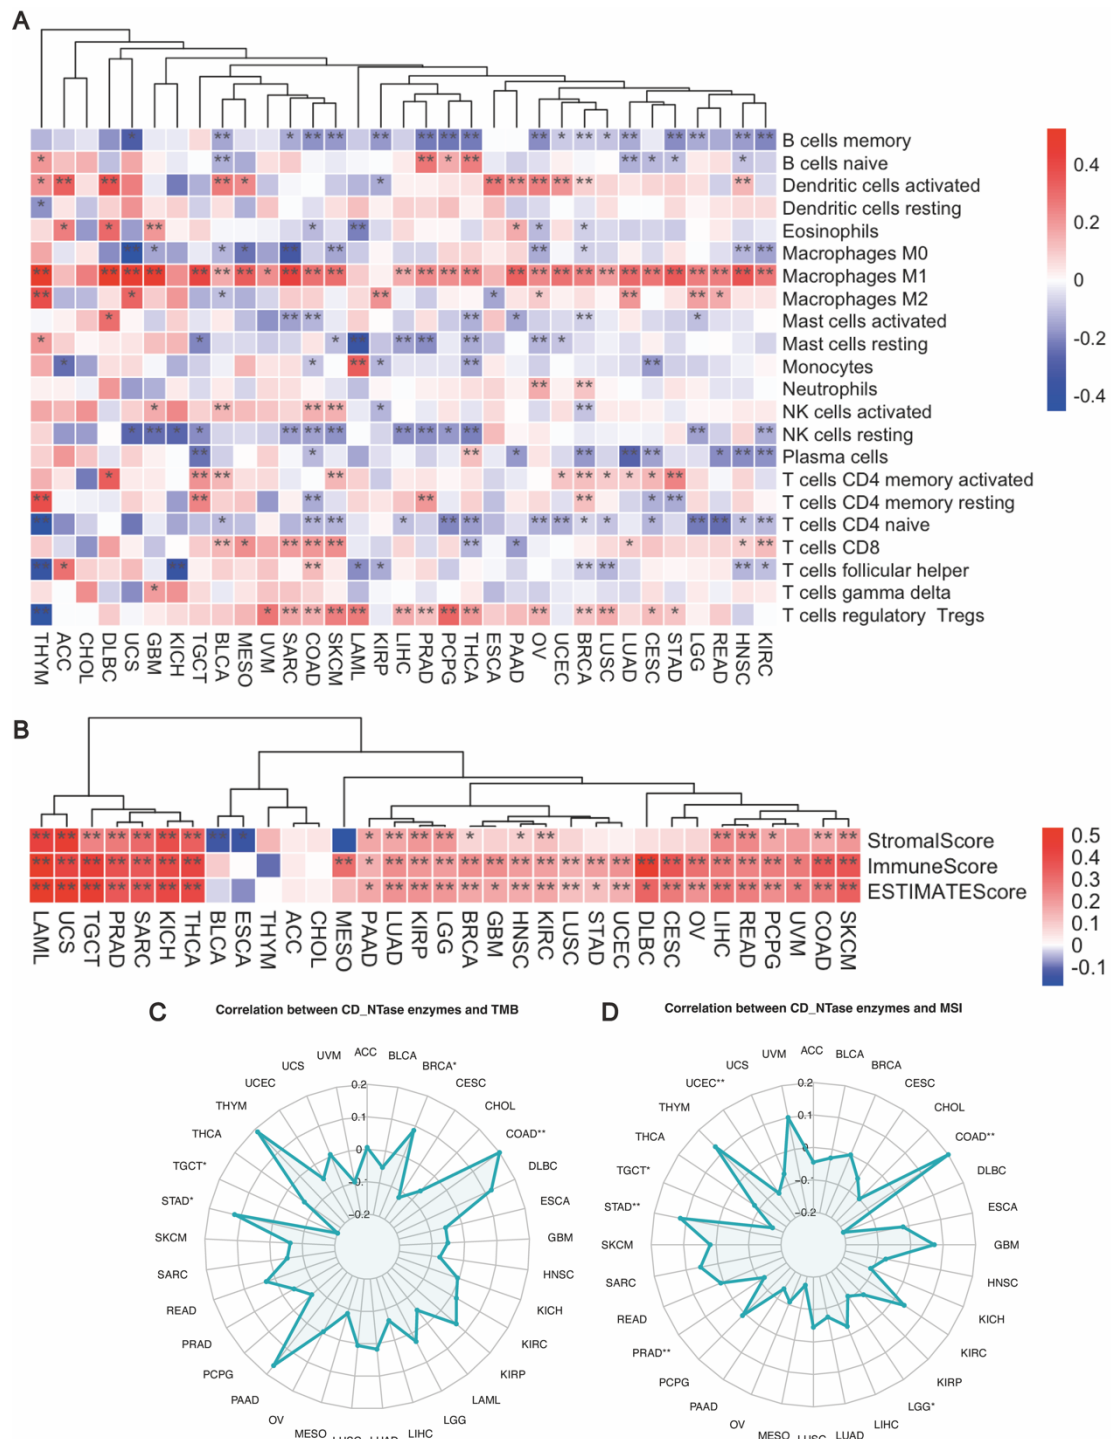 A
B cells memory
B cells naive
Dendritic cells activated
Dendritic cells resting
Eosinophils
Macrophages M0
Macrophages M1
Macrophages M2
Mast cells activated
Mast cells resting
Monocytes
Neutrophils
NK cells activated
NK cells resting
Plasma cells
T cells CD4 memory activated
T cells CD4 memory resting
T cells CD4 naive
T cells CD8
T cells follicular helper
T cells gamma delta
T cells regulatory Tregs
0.4
0.2
0
-0.2
-0.4
THYM ACC CHOL DLBC UCS GBM KICH TGCT BLCA MESO UVM SARC COAD SKCM LAML KIRP LIHC PRAD PCPG THCA ESCA PAAD OV UCEC BRCA LUSC LUAD CESC STAD LGG READ HNSC KIRC
B
StromalScore
ImmuneScore
ESTIMATEScore
0.5
0.4
0.3
0.2
0.1
0
-0.1
LAML UCS TGCT PRAD SARC KICH THCA BLCA ESCA THYM ACC CHOL MESO PAAD LUAD KIRP LGG BRCA GBM HNSC KIRC LUSC STAD UCEC DLBC CESC OV LIHC READ PCPG UVM COAD SKCM
C
Correlation between CD_NTase enzymes and TMB
ACC
BLCA
BRCA*
CESC
CHOL
COAD**
DLBC
ESCA
GBM
HNSC
KICH
KIRC
KIRP
LAML
LGG
LIHC
LUAD
LUSC
MESO
OV
PAAD
PCPG
PRAD
READ
SARC
SKCM
STAD*
TGCT*
THCA
THYM
UCEC
UCS
UVM
0.2
0.1
0
-0.2
D
Correlation between CD_NTase enzymes and MSI
ACC
BLCA
BRCA
CESC
CHOL
COAD**
DLBC
ESCA
GBM
HNSC
KICH
KIRC
KIRP
LGG*
LIHC
LUAD
LUSC
MESO
OV
PAAD
PCPG
PRAD**
READ
SARC
SKCM
STAD**
TGCT*
THCA
THYM
UCEC**
UCS
UVM
0.2
0.1
0
-0.2